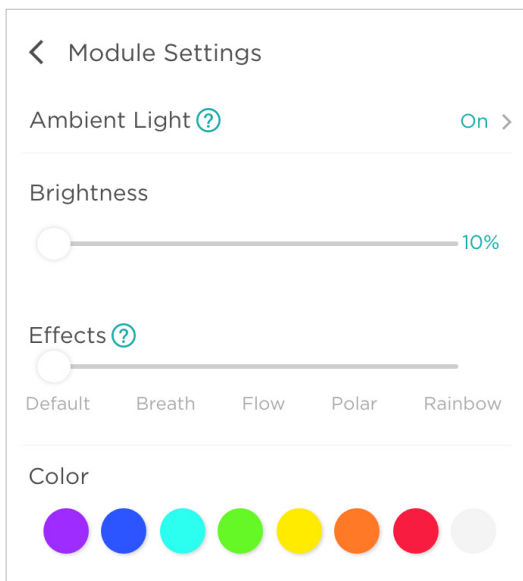 Module Settings
Ambient Light ? On
Brightness
10%
Effects ?
Default Breath Flow Polar Rainbow
Color